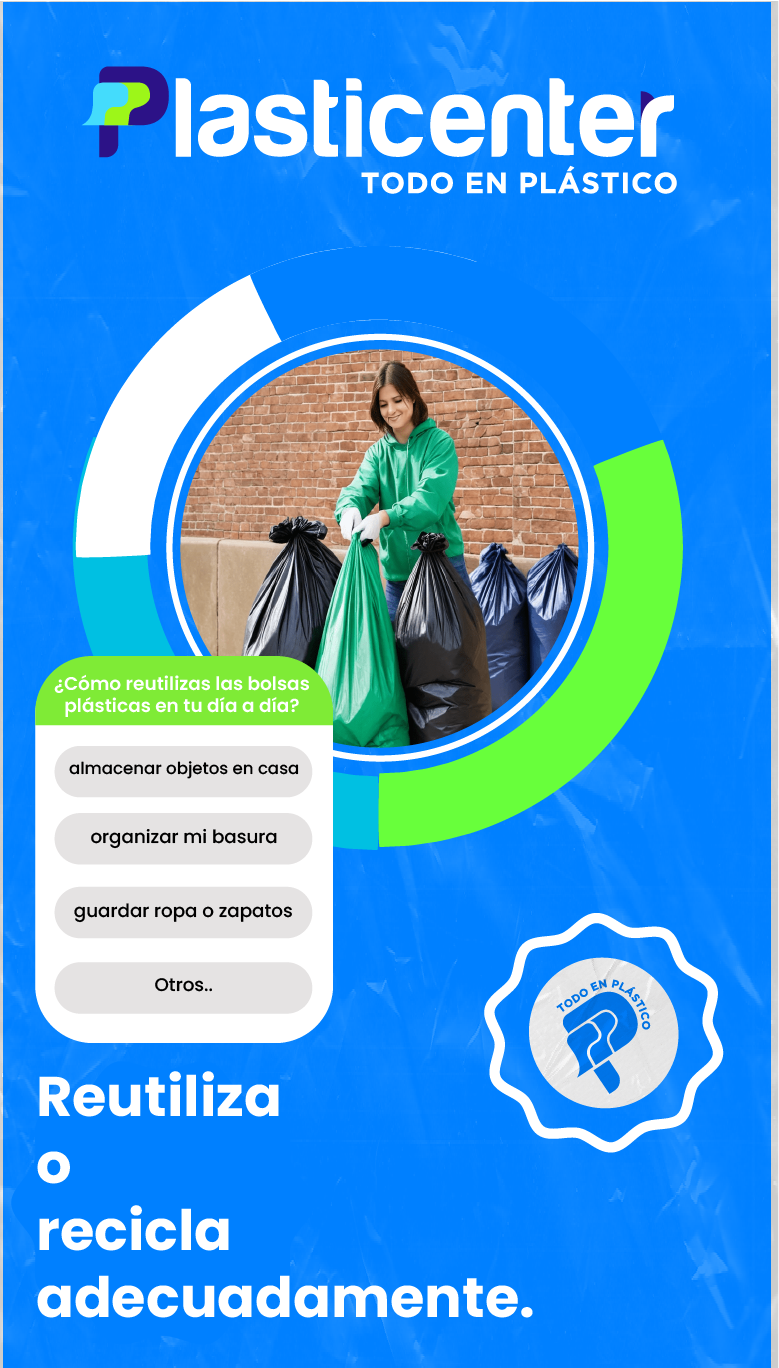 Plasticenter
TODO EN PLÁSTICO
¿Cómo reutilizas las bolsas
plásticas en tu día a día?
almacenar objetos en casa
organizar mi basura
guardar ropa o zapatos
Otros..
TODO EN PLÁSTICO
Reutiliza
o
recicla
adecuadamente.